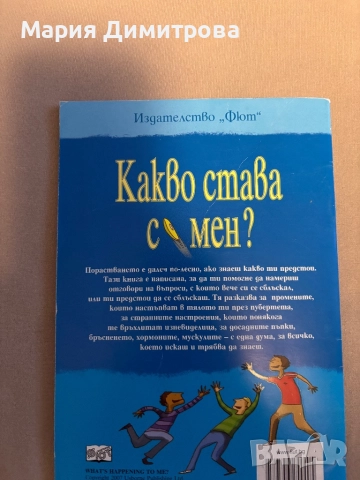 Мария Димитрова
Издателство „Фют“
Какво става
с мен?
Порастването е далеч по-лесно, ако знаеш какво ти предстои.
Тази книга е написана, за да ти помогне да намериш
отговори на въпроси, с които вече си се сблъскал,
или ти предстои да се сблъскаш. Тя разказва за промените,
които настъпват в тялото ти през пубертета,
за странните настроения, които понякога
те връхлитат изневиделица, за досадните пъпки,
бръсненето, хормоните, мускулите – с една дума, за всичко,
което искаш и трябва да знаеш.
WHAT'S HAPPENING TO ME?
BAZAR